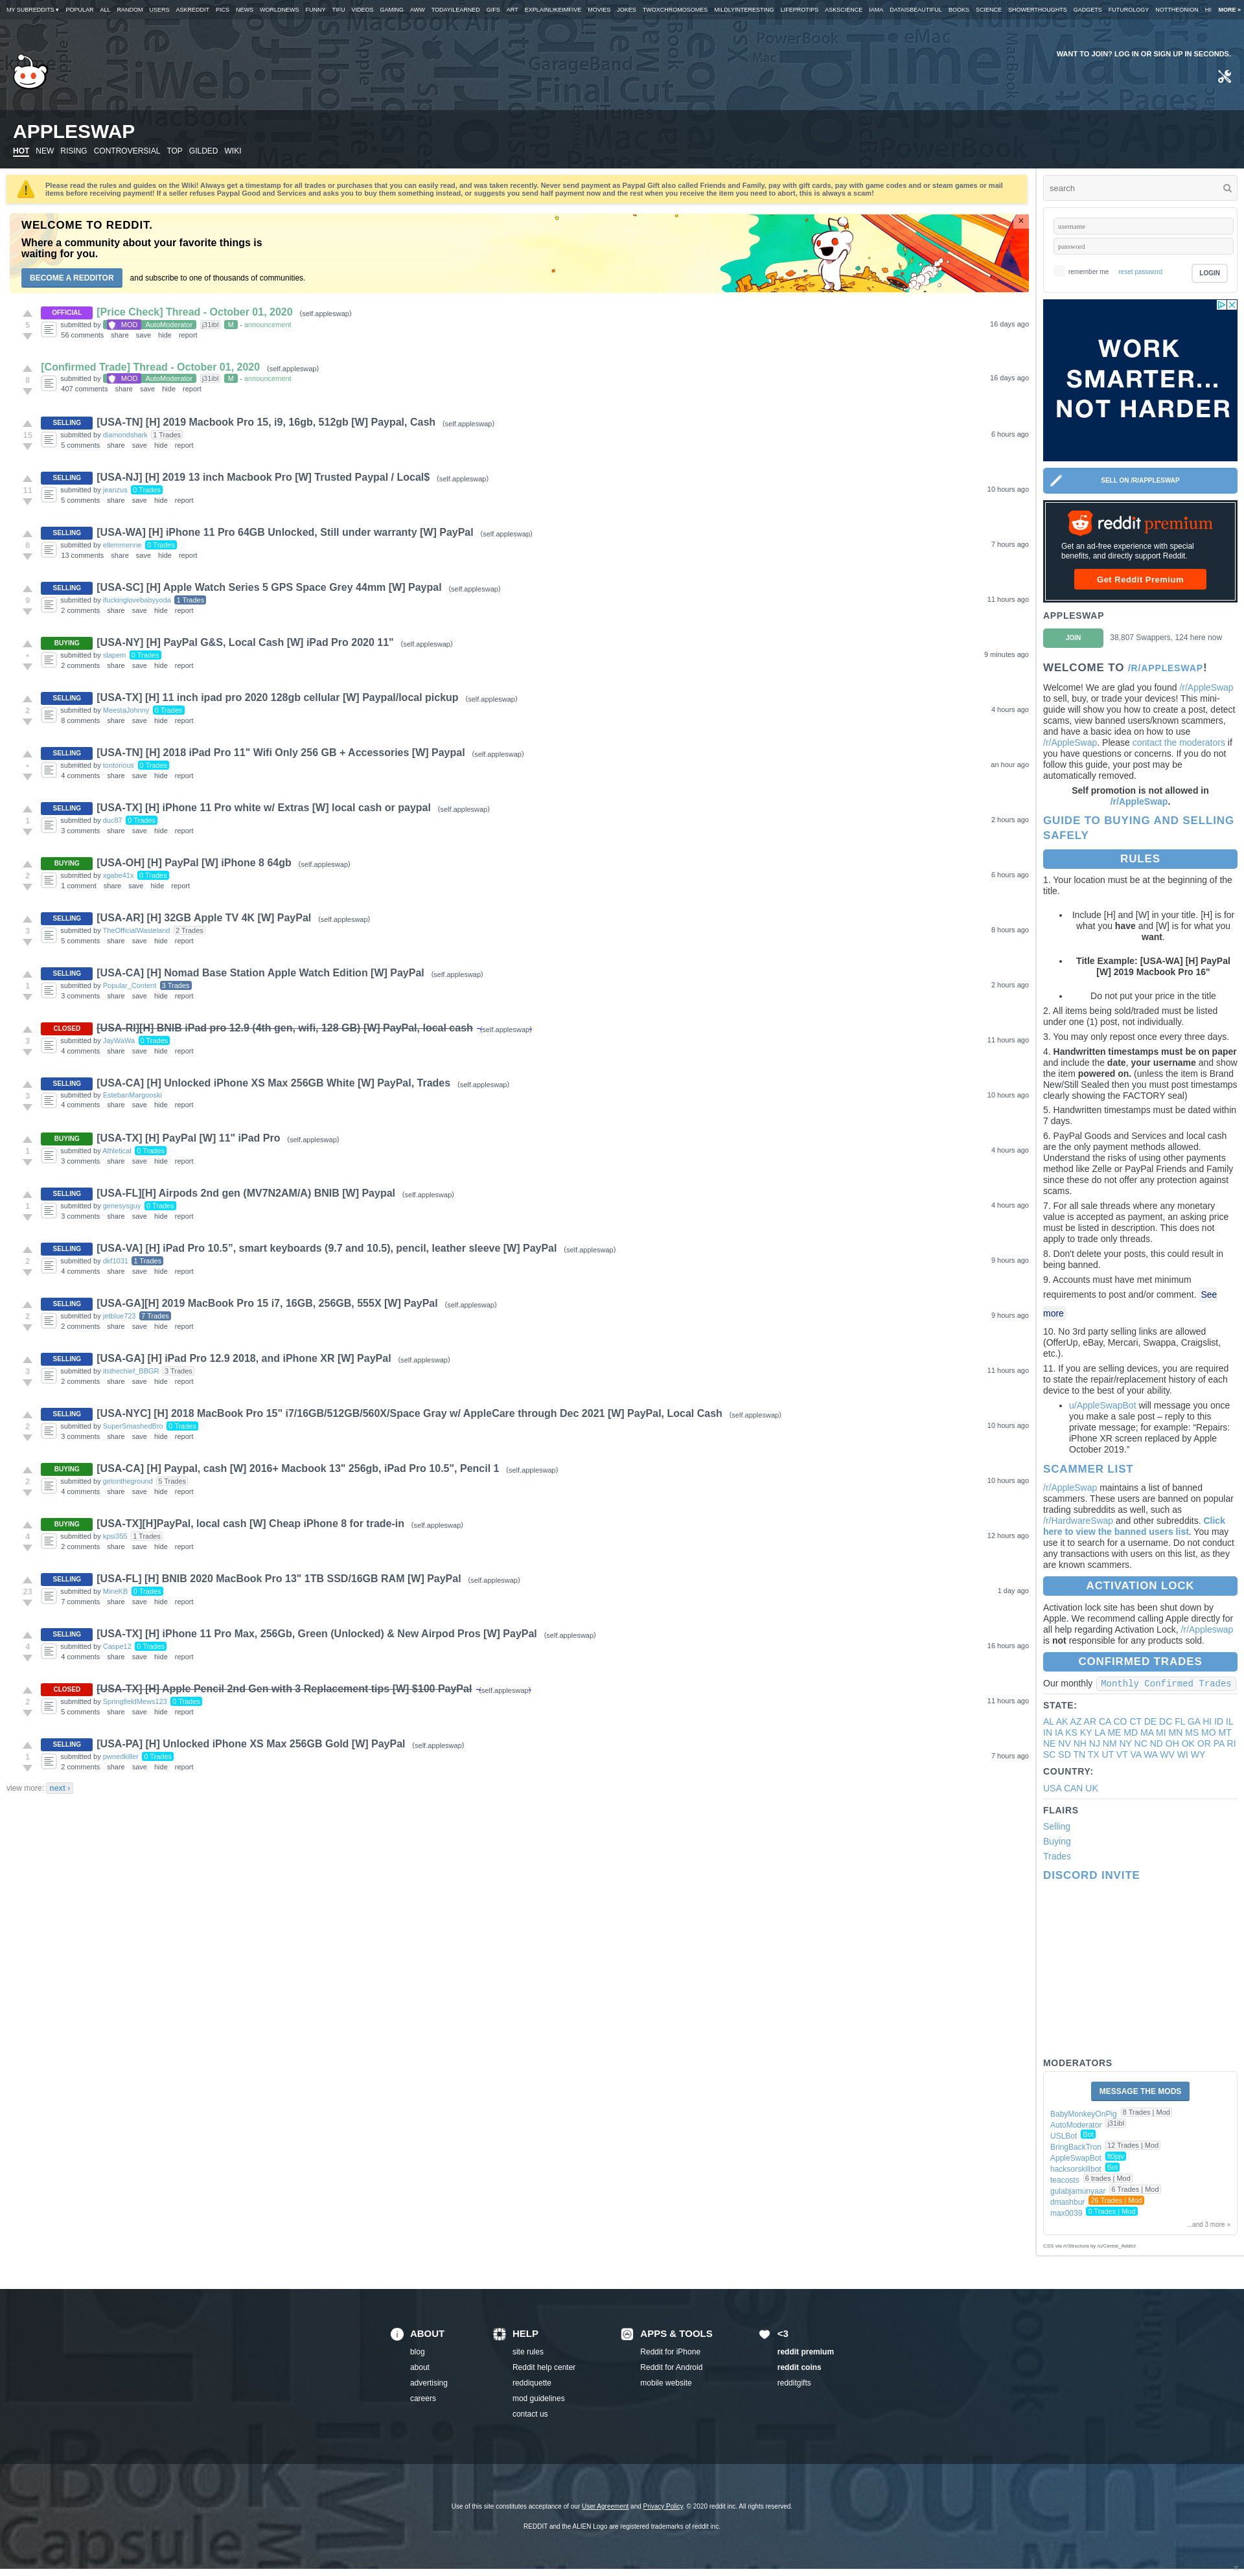 MY SUBREDDITS ▾ POPULAR ALL RANDOM USERS ASKREDDIT PICS NEWS WORLDNEWS FUNNY TIFU VIDEOS GAMING AWW TODAYILEARNED GIFS ART EXPLAINLIKEIMFIVE MOVIES JOKES TWOXCHROMOSOMES MILDLYINTERESTING LIFEPROTIPS ASKSCIENCE IAMA DATAISBEAUTIFUL BOOKS SCIENCE SHOWERTHOUGHTS GADGETS FUTUROLOGY NOTTHEONION HI MORE »
WANT TO JOIN? LOG IN OR SIGN UP IN SECONDS.
APPLESWAP
HOT NEW RISING CONTROVERSIAL TOP GILDED WIKI
Please read the rules and guides on the Wiki! Always get a timestamp for all trades or purchases that you can easily read, and was taken recently. Never send payment as Paypal Gift also called Friends and Family, pay with gift cards, pay with game codes and or steam games or mail
items before receiving payment! If a seller refuses Paypal Good and Services and asks you to buy them something instead, or suggests you send half payment now and the rest when you receive the item you need to abort, this is always a scam!
WELCOME TO REDDIT.
Where a community about your favorite things is
waiting for you.
BECOME A REDDITOR and subscribe to one of thousands of communities.
×
OFFICIAL [Price Check] Thread - October 01, 2020 (self.appleswap)
5 submitted by MOD AutoModerator j31ibl M - announcement 16 days ago
56 comments share save hide report
[Confirmed Trade] Thread - October 01, 2020 (self.appleswap)
8 submitted by MOD AutoModerator j31ibl M - announcement 16 days ago
407 comments share save hide report
SELLING [USA-TN] [H] 2019 Macbook Pro 15, i9, 16gb, 512gb [W] Paypal, Cash (self.appleswap)
15 submitted by diamondshark 1 Trades 6 hours ago
5 comments share save hide report
SELLING [USA-NJ] [H] 2019 13 inch Macbook Pro [W] Trusted Paypal / Local$ (self.appleswap)
11 submitted by jeanzus 0 Trades 10 hours ago
5 comments share save hide report
SELLING [USA-WA] [H] iPhone 11 Pro 64GB Unlocked, Still under warranty [W] PayPal (self.appleswap)
6 submitted by ellemmenne 0 Trades 7 hours ago
13 comments share save hide report
SELLING [USA-SC] [H] Apple Watch Series 5 GPS Space Grey 44mm [W] Paypal (self.appleswap)
9 submitted by ifuckinglovebabyyoda 1 Trades 11 hours ago
2 comments share save hide report
BUYING [USA-NY] [H] PayPal G&S, Local Cash [W] iPad Pro 2020 11" (self.appleswap)
• submitted by slapem 0 Trades 9 minutes ago
2 comments share save hide report
SELLING [USA-TX] [H] 11 inch ipad pro 2020 128gb cellular [W] Paypal/local pickup (self.appleswap)
2 submitted by MeestaJohnny 0 Trades 4 hours ago
8 comments share save hide report
SELLING [USA-TN] [H] 2018 iPad Pro 11" Wifi Only 256 GB + Accessories [W] Paypal (self.appleswap)
• submitted by tontorious 0 Trades an hour ago
4 comments share save hide report
SELLING [USA-TX] [H] iPhone 11 Pro white w/ Extras [W] local cash or paypal (self.appleswap)
1 submitted by duc87 0 Trades 2 hours ago
3 comments share save hide report
BUYING [USA-OH] [H] PayPal [W] iPhone 8 64gb (self.appleswap)
2 submitted by xgabe41x 0 Trades 6 hours ago
1 comment share save hide report
SELLING [USA-AR] [H] 32GB Apple TV 4K [W] PayPal (self.appleswap)
3 submitted by TheOfficialWasteland 2 Trades 8 hours ago
5 comments share save hide report
SELLING [USA-CA] [H] Nomad Base Station Apple Watch Edition [W] PayPal (self.appleswap)
1 submitted by Popular_Content 3 Trades 2 hours ago
3 comments share save hide report
CLOSED [USA-RI][H] BNIB iPad pro 12.9 (4th gen, wifi, 128 GB) [W] PayPal, local cash (self.appleswap)
3 submitted by JayWaWa 0 Trades 11 hours ago
4 comments share save hide report
SELLING [USA-CA] [H] Unlocked iPhone XS Max 256GB White [W] PayPal, Trades (self.appleswap)
3 submitted by EstebanMargooski 10 hours ago
4 comments share save hide report
BUYING [USA-TX] [H] PayPal [W] 11" iPad Pro (self.appleswap)
1 submitted by Athletical 0 Trades 4 hours ago
3 comments share save hide report
SELLING [USA-FL][H] Airpods 2nd gen (MV7N2AM/A) BNIB [W] Paypal (self.appleswap)
1 submitted by genesysguy 0 Trades 4 hours ago
3 comments share save hide report
SELLING [USA-VA] [H] iPad Pro 10.5”, smart keyboards (9.7 and 10.5), pencil, leather sleeve [W] PayPal (self.appleswap)
2 submitted by dkf1031 1 Trades 9 hours ago
4 comments share save hide report
SELLING [USA-GA][H] 2019 MacBook Pro 15 i7, 16GB, 256GB, 555X [W] PayPal (self.appleswap)
2 submitted by jetblue723 7 Trades 9 hours ago
2 comments share save hide report
SELLING [USA-GA] [H] iPad Pro 12.9 2018, and iPhone XR [W] PayPal (self.appleswap)
3 submitted by itsthechief_BBGR 3 Trades 11 hours ago
2 comments share save hide report
SELLING [USA-NYC] [H] 2018 MacBook Pro 15" i7/16GB/512GB/560X/Space Gray w/ AppleCare through Dec 2021 [W] PayPal, Local Cash (self.appleswap)
2 submitted by SuperSmashedBro 0 Trades 10 hours ago
3 comments share save hide report
BUYING [USA-CA] [H] Paypal, cash [W] 2016+ Macbook 13" 256gb, iPad Pro 10.5", Pencil 1 (self.appleswap)
2 submitted by getontheground 5 Trades 10 hours ago
4 comments share save hide report
BUYING [USA-TX][H]PayPal, local cash [W] Cheap iPhone 8 for trade-in (self.appleswap)
4 submitted by kpsi355 1 Trades 12 hours ago
2 comments share save hide report
SELLING [USA-FL] [H] BNIB 2020 MacBook Pro 13" 1TB SSD/16GB RAM [W] PayPal (self.appleswap)
23 submitted by MineKB 0 Trades 1 day ago
7 comments share save hide report
SELLING [USA-TX] [H] iPhone 11 Pro Max, 256Gb, Green (Unlocked) & New Airpod Pros [W] PayPal (self.appleswap)
4 submitted by Caspe12 0 Trades 16 hours ago
4 comments share save hide report
CLOSED [USA-TX] [H] Apple Pencil 2nd Gen with 3 Replacement tips [W] $100 PayPal (self.appleswap)
2 submitted by SpringfieldMews123 0 Trades 11 hours ago
5 comments share save hide report
SELLING [USA-PA] [H] Unlocked iPhone XS Max 256GB Gold [W] PayPal (self.appleswap)
1 submitted by pwnedkiller 0 Trades 7 hours ago
2 comments share save hide report
view more: next ›
search
username
password
remember me reset password LOGIN
WORK
SMARTER...
NOT HARDER
SELL ON /R/APPLESWAP
reddit premium
Get an ad-free experience with special
benefits, and directly support Reddit.
Get Reddit Premium
APPLESWAP
JOIN 38,807 Swappers, 124 here now
WELCOME TO /R/APPLESWAP!
Welcome! We are glad you found /r/AppleSwap
to sell, buy, or trade your devices! This mini-
guide will show you how to create a post, detect
scams, view banned users/known scammers,
and have a basic idea on how to use
/r/AppleSwap. Please contact the moderators if
you have questions or concerns. If you do not
follow this guide, your post may be
automatically removed.
Self promotion is not allowed in
/r/AppleSwap.
GUIDE TO BUYING AND SELLING
SAFELY
RULES
1. Your location must be at the beginning of the
title.
• Include [H] and [W] in your title. [H] is for
what you have and [W] is for what you
want.
• Title Example: [USA-WA] [H] PayPal
[W] 2019 Macbook Pro 16"
• Do not put your price in the title
2. All items being sold/traded must be listed
under one (1) post, not individually.
3. You may only repost once every three days.
4. Handwritten timestamps must be on paper
and include the date, your username and show
the item powered on. (unless the item is Brand
New/Still Sealed then you must post timestamps
clearly showing the FACTORY seal)
5. Handwritten timestamps must be dated within
7 days.
6. PayPal Goods and Services and local cash
are the only payment methods allowed.
Understand the risks of using other payments
method like Zelle or PayPal Friends and Family
since these do not offer any protection against
scams.
7. For all sale threads where any monetary
value is accepted as payment, an asking price
must be listed in description. This does not
apply to trade only threads.
8. Don't delete your posts, this could result in
being banned.
9. Accounts must have met minimum
requirements to post and/or comment. See
more
10. No 3rd party selling links are allowed
(OfferUp, eBay, Mercari, Swappa, Craigslist,
etc.).
11. If you are selling devices, you are required
to state the repair/replacement history of each
device to the best of your ability.
• u/AppleSwapBot will message you once
you make a sale post – reply to this
private message; for example: “Repairs:
iPhone XR screen replaced by Apple
October 2019.”
SCAMMER LIST
/r/AppleSwap maintains a list of banned
scammers. These users are banned on popular
trading subreddits as well, such as
/r/HardwareSwap and other subreddits. Click
here to view the banned users list. You may
use it to search for a username. Do not conduct
any transactions with users on this list, as they
are known scammers.
ACTIVATION LOCK
Activation lock site has been shut down by
Apple. We recommend calling Apple directly for
all help regarding Activation Lock, /r/Appleswap
is not responsible for any products sold.
CONFIRMED TRADES
Our monthly Monthly Confirmed Trades
STATE:
AL AK AZ AR CA CO CT DE DC FL GA HI ID IL
IN IA KS KY LA ME MD MA MI MN MS MO MT
NE NV NH NJ NM NY NC ND OH OK OR PA RI
SC SD TN TX UT VT VA WA WV WI WY
COUNTRY:
USA CAN UK
FLAIRS
Selling
Buying
Trades
DISCORD INVITE
MODERATORS
MESSAGE THE MODS
BabyMonkeyOnPig 8 Trades | Mod
AutoModerator j31ibl
USLBot Bot
BringBackTron 12 Trades | Mod
AppleSwapBot
hacksorskillbot Bot
teacosts 6 trades | Mod
gulabjamunyaar 6 Trades | Mod
dmashbur 26 Trades | Mod
max0039 0 Trades | Mod
...and 3 more »
CSS via /r/Structura by /u/Cereal_Addict
ABOUT
blog
about
advertising
careers
HELP
site rules
Reddit help center
reddiquette
mod guidelines
contact us
APPS & TOOLS
Reddit for iPhone
Reddit for Android
mobile website
<3
reddit premium
reddit coins
redditgifts
Use of this site constitutes acceptance of our User Agreement and Privacy Policy. © 2020 reddit inc. All rights reserved.
REDDIT and the ALIEN Logo are registered trademarks of reddit inc.